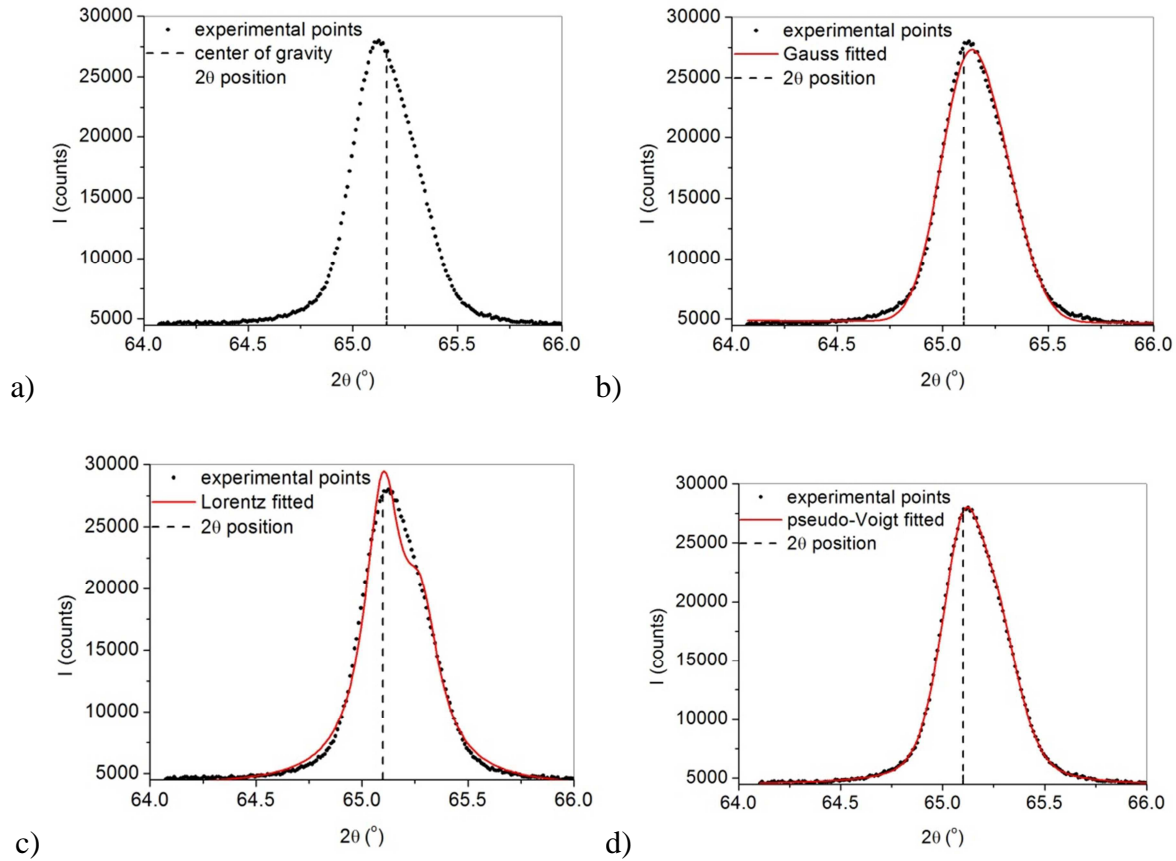 30000
25000
20000
15000
10000
5000
I (counts)
experimental points
center of gravity
2θ position
64.0 64.5 65.0 65.5 66.0
2θ (°)
a)
30000
25000
20000
15000
10000
5000
I (counts)
experimental points
Gauss fitted
2θ position
64.0 64.5 65.0 65.5 66.0
2θ (°)
b)
30000
25000
20000
15000
10000
5000
I (counts)
experimental points
Lorentz fitted
2θ position
64.0 64.5 65.0 65.5 66.0
2θ (°)
c)
30000
25000
20000
15000
10000
5000
I (counts)
experimental points
pseudo-Voigt fitted
2θ position
64.0 64.5 65.0 65.5 66.0
2θ (°)
d)